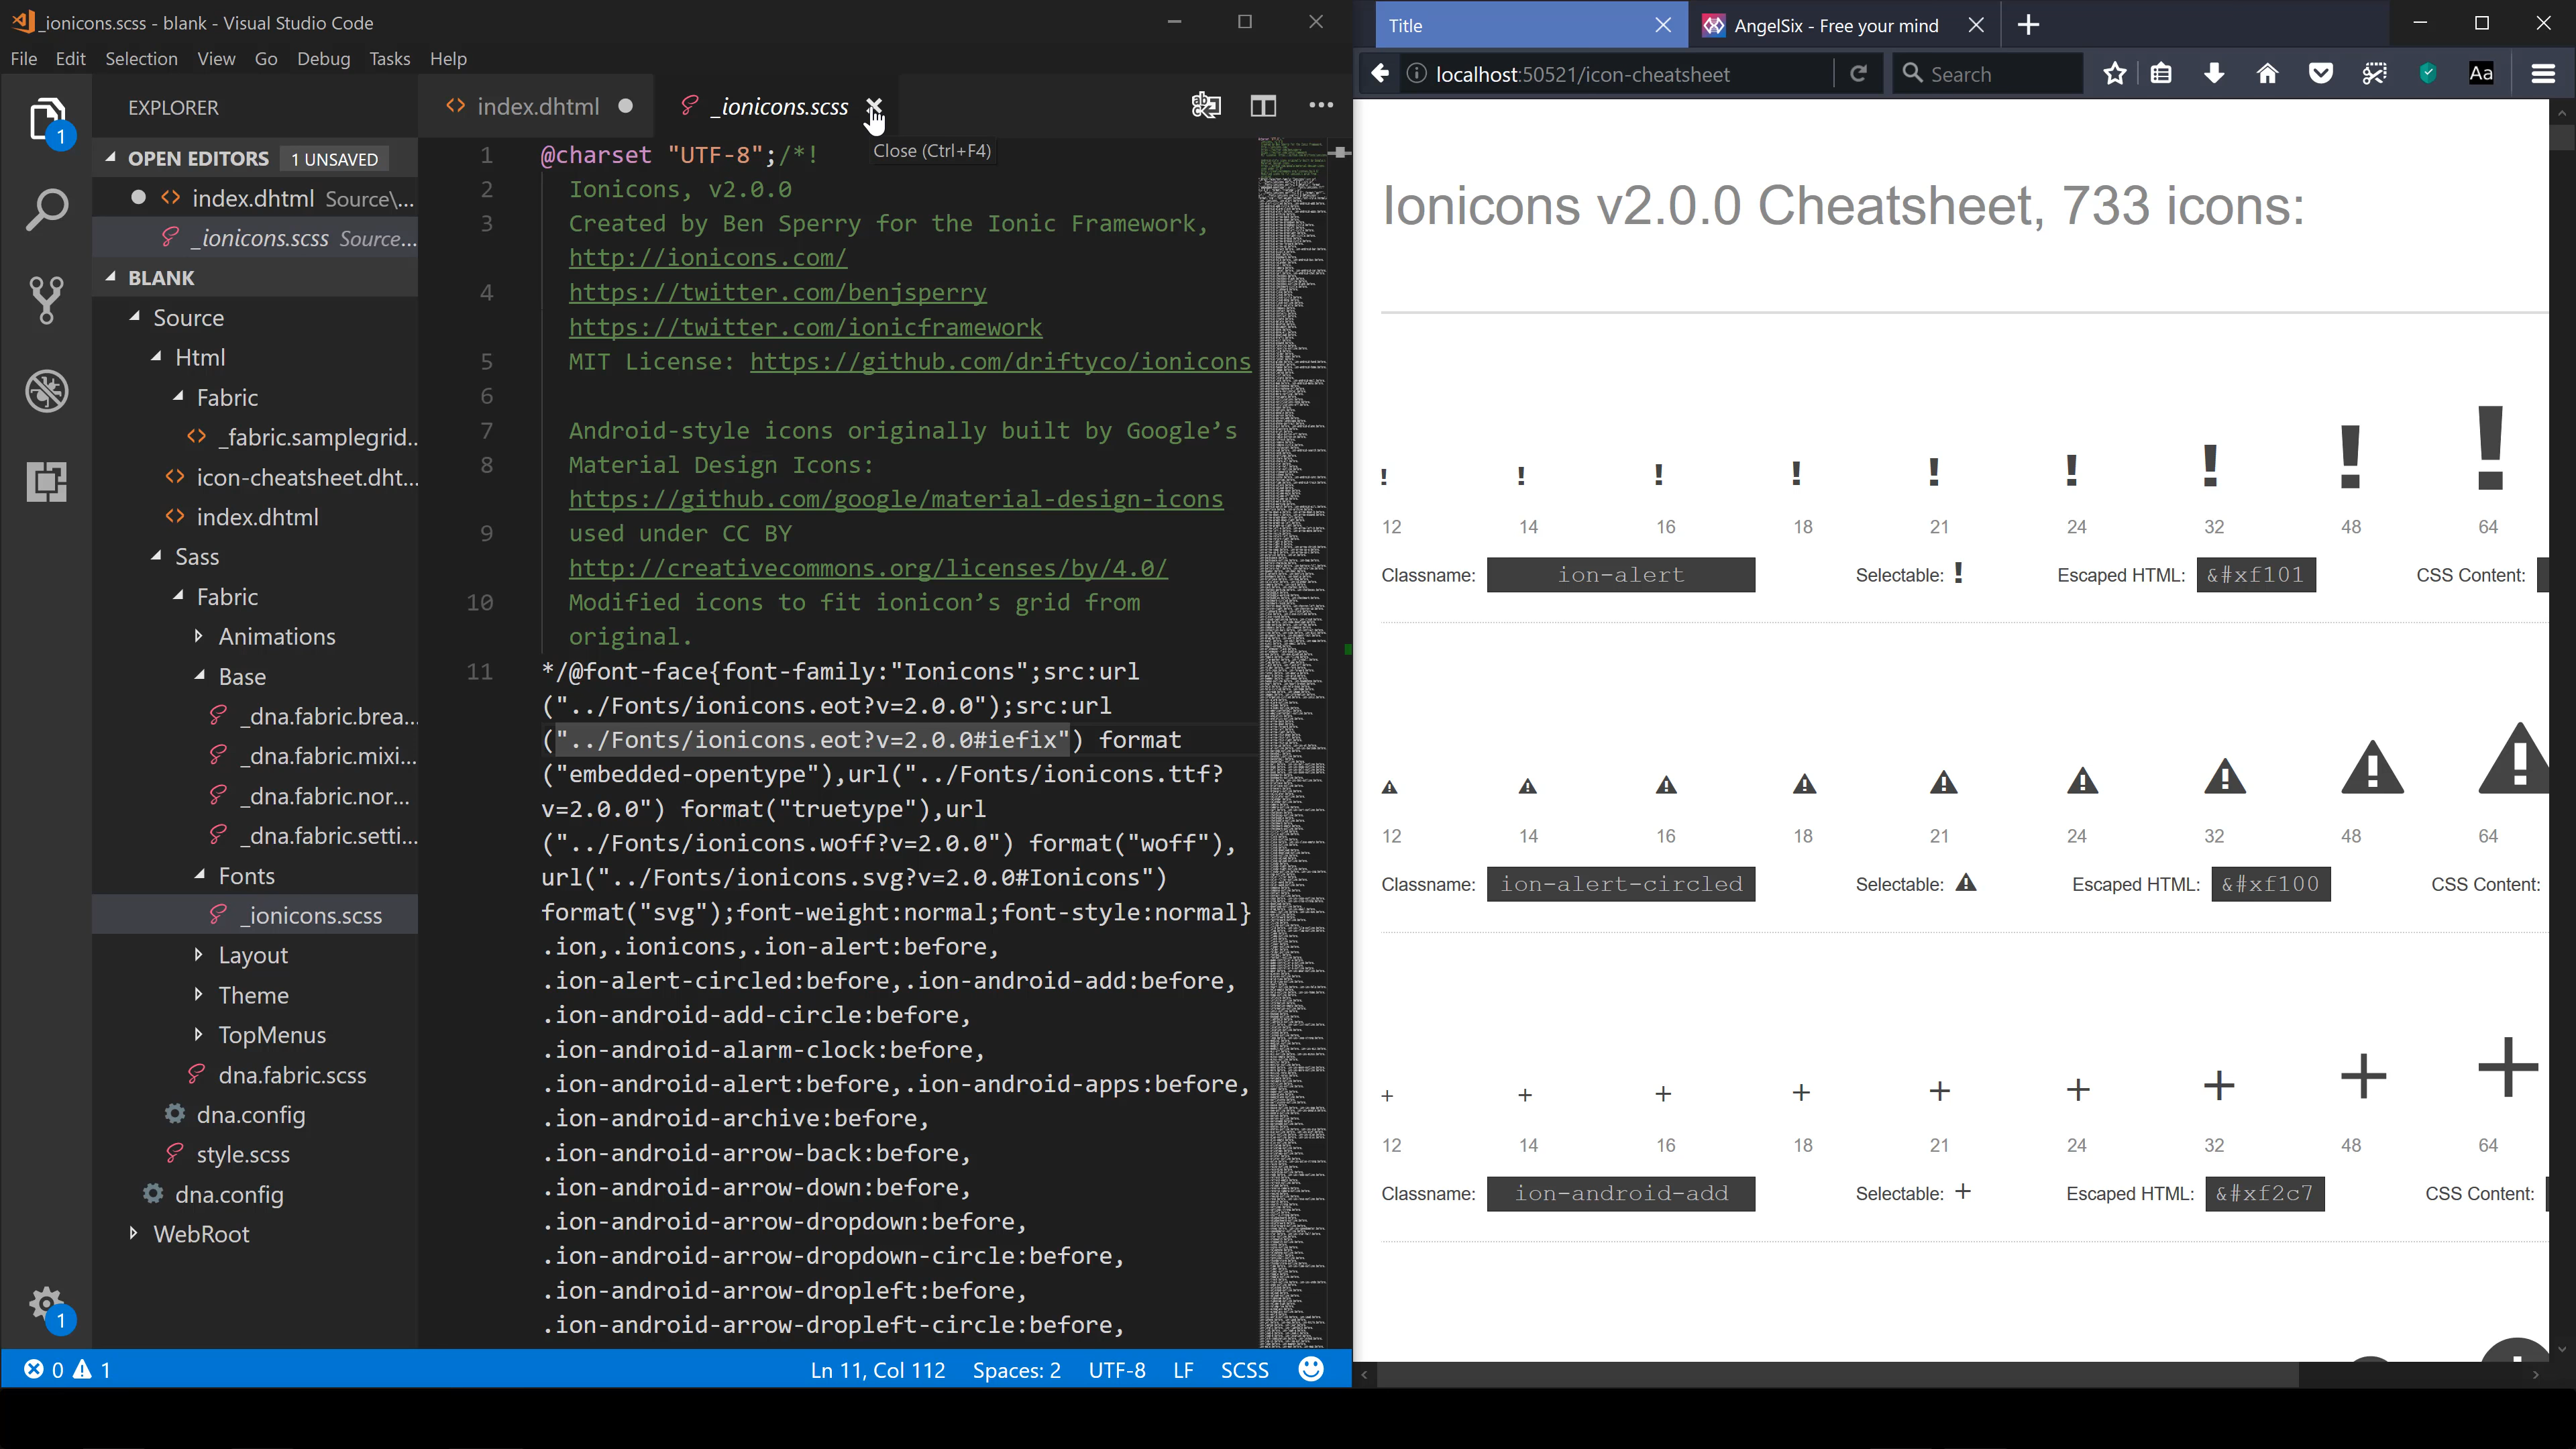 _ionicons.scss - blank - Visual Studio Code
File Edit Selection View Go Debug Tasks Help
EXPLORER
OPEN EDITORS 1 UNSAVED
index.dhtml Source\...
_ionicons.scss Source...
BLANK
Source
Html
Fabric
_fabric.samplegrid...
icon-cheatsheet.dht...
index.dhtml
Sass
Fabric
Animations
Base
_dna.fabric.brea...
_dna.fabric.mixi...
_dna.fabric.nor...
_dna.fabric.setti...
Fonts
_ionicons.scss
Layout
Theme
TopMenus
dna.fabric.scss
dna.config
style.scss
dna.config
WebRoot
1
1
index.dhtml
_ionicons.scss
Close (Ctrl+F4)
1 @charset "UTF-8";/*!
2 Ionicons, v2.0.0
3 Created by Ben Sperry for the Ionic Framework,
http://ionicons.com/
4 https://twitter.com/benjsperry
https://twitter.com/ionicframework
5 MIT License: https://github.com/driftyco/ionicons
6
7 Android-style icons originally built by Google’s
8 Material Design Icons:
https://github.com/google/material-design-icons
9 used under CC BY
http://creativecommons.org/licenses/by/4.0/
10 Modified icons to fit ionicon’s grid from
original.
11 */@font-face{font-family:"Ionicons";src:url
("../Fonts/ionicons.eot?v=2.0.0");src:url
("../Fonts/ionicons.eot?v=2.0.0#iefix") format
("embedded-opentype"),url("../Fonts/ionicons.ttf?
v=2.0.0") format("truetype"),url
("../Fonts/ionicons.woff?v=2.0.0") format("woff"),
url("../Fonts/ionicons.svg?v=2.0.0#Ionicons")
format("svg");font-weight:normal;font-style:normal}
.ion,.ionicons,.ion-alert:before,
.ion-alert-circled:before,.ion-android-add:before,
.ion-android-add-circle:before,
.ion-android-alarm-clock:before,
.ion-android-alert:before,.ion-android-apps:before,
.ion-android-archive:before,
.ion-android-arrow-back:before,
.ion-android-arrow-down:before,
.ion-android-arrow-dropdown:before,
.ion-android-arrow-dropdown-circle:before,
.ion-android-arrow-dropleft:before,
.ion-android-arrow-dropleft-circle:before,
0 1 Ln 11, Col 112 Spaces: 2 UTF-8 LF SCSS
Title
AngelSix - Free your mind
localhost:50521/icon-cheatsheet
Search
Aa
Ionicons v2.0.0 Cheatsheet, 733 icons:
12 14 16 18 21 24 32 48 64
Classname: ion-alert Selectable: Escaped HTML: &#xf101 CSS Content:
12 14 16 18 21 24 32 48 64
Classname: ion-alert-circled Selectable: Escaped HTML: &#xf100 CSS Content:
12 14 16 18 21 24 32 48 64
Classname: ion-android-add Selectable: Escaped HTML: &#xf2c7 CSS Content: